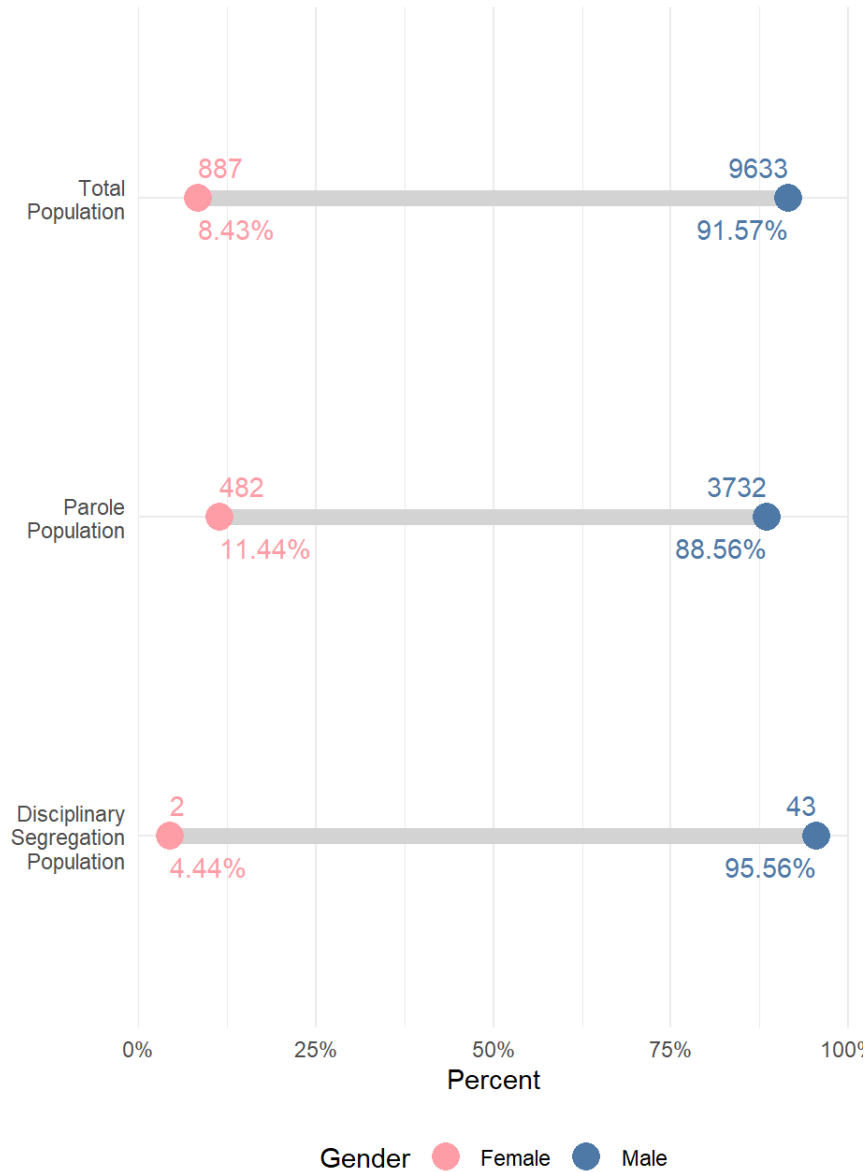 887
9633
Total
Population
8.43%
91.57%
482
3732
Parole
Population
11.44%
88.56%
2
43
Disciplinary
Segregation
Population
4.44%
95.56%
0%
25%
50%
75%
100%
Percent
Gender
Female
Male